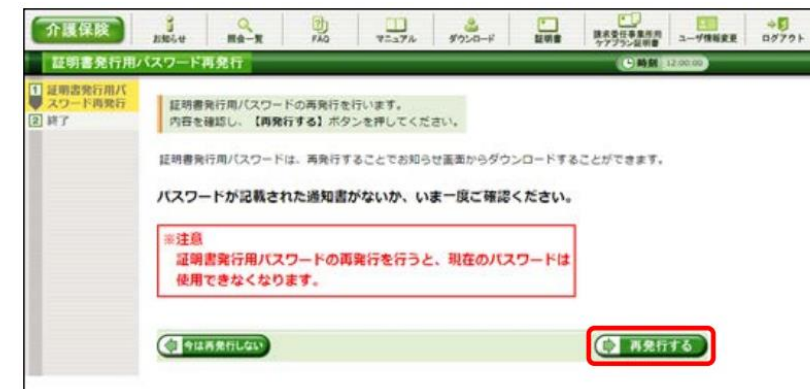 介護保険
お知らせ
照会一覧
FAQ
マニュアル
ダウンロード
証明書
請求委任事業所用
ケアプラン証明書
ユーザ情報変更
ログアウト
証明書発行用パスワード再発行
時刻 12:00:00
1 証明書発行用パ
スワード再発行
2 終了
証明書発行用パスワードの再発行を行います。
内容を確認し、【再発行する】ボタンを押してください。
証明書発行用パスワードは、再発行することでお知らせ画面からダウンロードすることができます。
パスワードが記載された通知書がないか、いま一度ご確認ください。
※注意
証明書発行用パスワードの再発行を行うと、現在のパスワードは
使用できなくなります。
今は再発行しない
再発行する